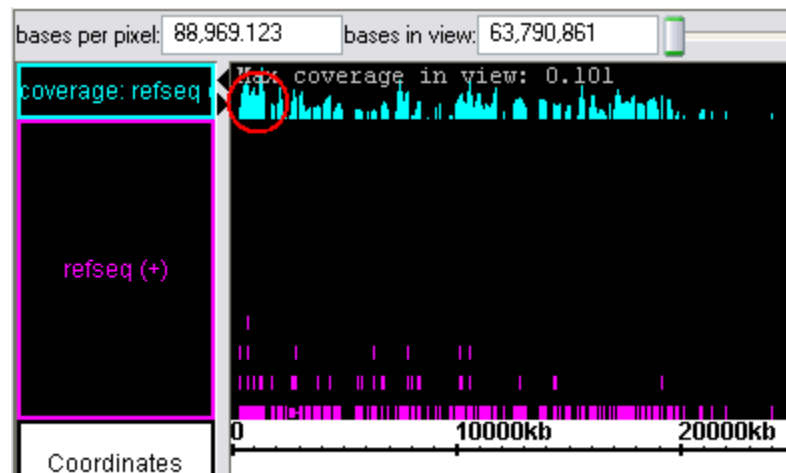 bases per pixel: 88,969.123 bases in view: 63,790,861
coverage: refseq
Max coverage in view: 0.101
refseq (+)
0 10000kb 20000kb
Coordinates